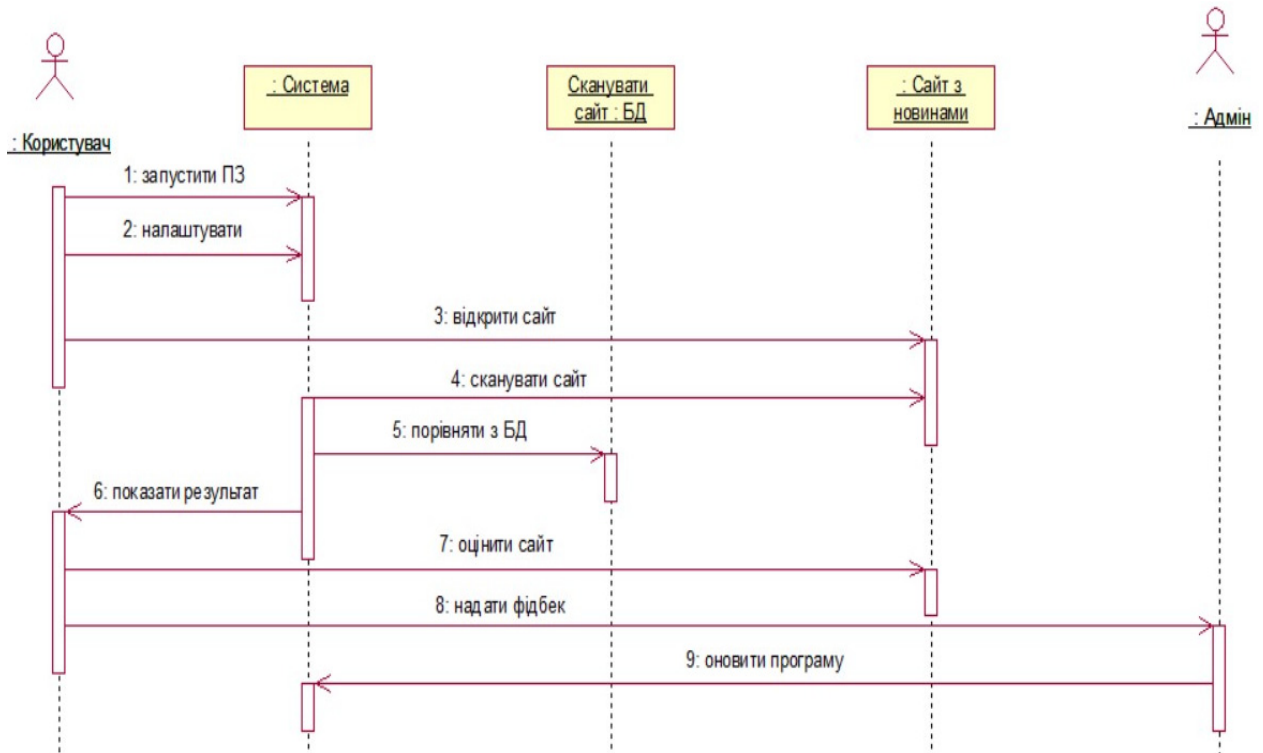 : Користувач
: Система
Сканувати
сайт : БД
: Сайт з
новинами
: Адмін
1: запустити ПЗ
2: налаштувати
3: відкрити сайт
4: сканувати сайт
5: порівняти з БД
6: показати результат
7: оцінити сайт
8: надати фідбек
9: оновити програму